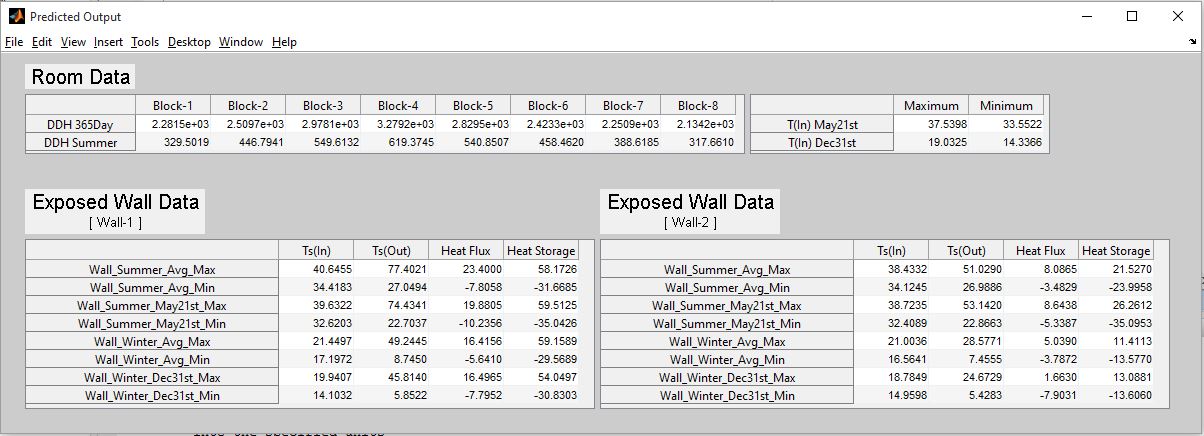 Predicted Output
File Edit View Insert Tools Desktop Window Help
Room Data
Block-1 Block-2 Block-3 Block-4 Block-5 Block-6 Block-7 Block-8
DDH 365Day 2.2815e+03 2.5097e+03 2.9781e+03 3.2792e+03 2.8295e+03 2.4233e+03 2.2509e+03 2.1342e+03
DDH Summer 329.5019 446.7941 549.6132 619.3745 540.8507 458.4620 388.6185 317.6610
Maximum Minimum
T(In) May21st 37.5398 33.5522
T(In) Dec31st 19.0325 14.3366
Exposed Wall Data
[ Wall-1 ]
Ts(In) Ts(Out) Heat Flux Heat Storage
Wall_Summer_Avg_Max 40.6455 77.4021 23.4000 58.1726
Wall_Summer_Avg_Min 34.4183 27.0494 -7.8058 -31.6685
Wall_Summer_May21st_Max 39.6322 74.4341 19.8805 59.5125
Wall_Summer_May21st_Min 32.6203 22.7037 -10.2356 -35.0426
Wall_Winter_Avg_Max 21.4497 49.2445 16.4156 59.1589
Wall_Winter_Avg_Min 17.1972 8.7450 -5.6410 -29.5689
Wall_Winter_Dec31st_Max 19.9407 45.8140 16.4965 54.0497
Wall_Winter_Dec31st_Min 14.1032 5.8522 -7.7952 -30.8303
Exposed Wall Data
[ Wall-2 ]
Ts(In) Ts(Out) Heat Flux Heat Storage
Wall_Summer_Avg_Max 38.4332 51.0290 8.0865 21.5270
Wall_Summer_Avg_Min 34.1245 26.9886 -3.4829 -23.9958
Wall_Summer_May21st_Max 38.7235 53.1420 8.6438 26.2612
Wall_Summer_May21st_Min 32.4089 22.8663 -5.3387 -35.0953
Wall_Winter_Avg_Max 21.0036 28.5771 5.0390 11.4113
Wall_Winter_Avg_Min 16.5641 7.4555 -3.7872 -13.5770
Wall_Winter_Dec31st_Max 18.7849 24.6729 1.6630 13.0881
Wall_Winter_Dec31st_Min 14.9598 5.4283 -7.9031 -13.6060